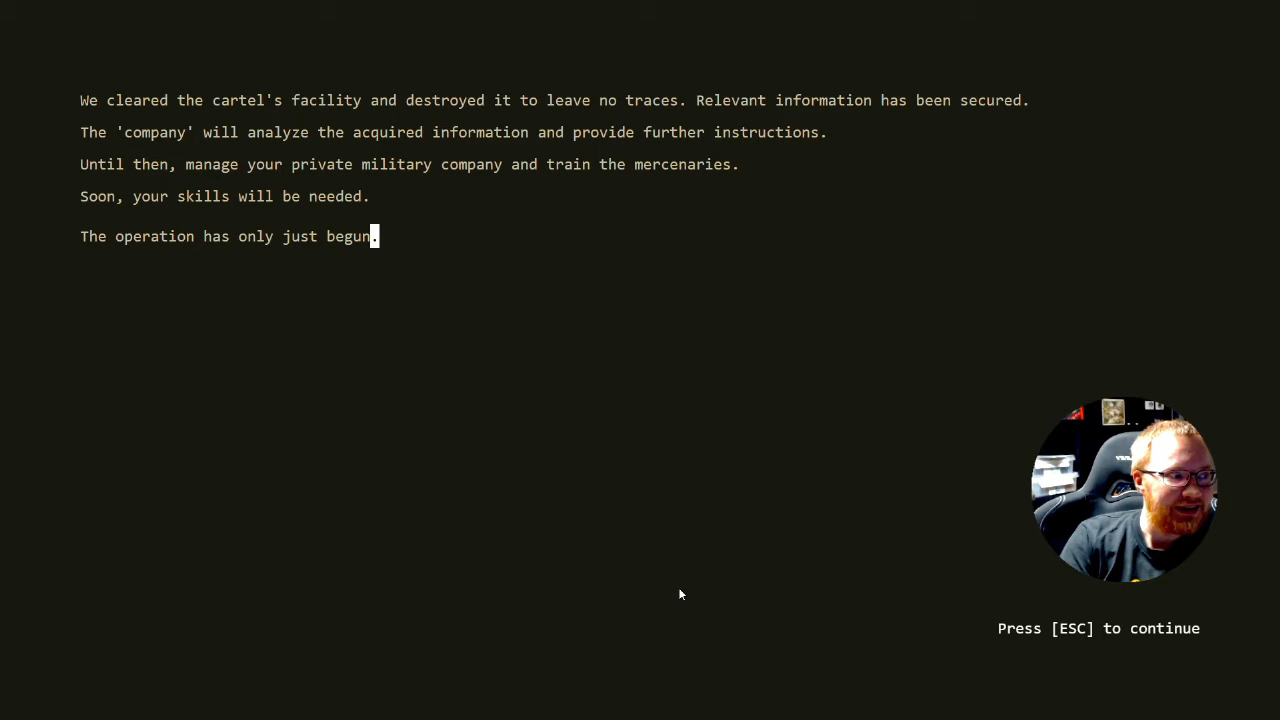 We cleared the cartel's facility and destroyed it to leave no traces. Relevant information has been secured.
The 'company' will analyze the acquired information and provide further instructions.
Until then, manage your private military company and train the mercenaries.
Soon, your skills will be needed.
The operation has only just begun.
Press [ESC] to continue